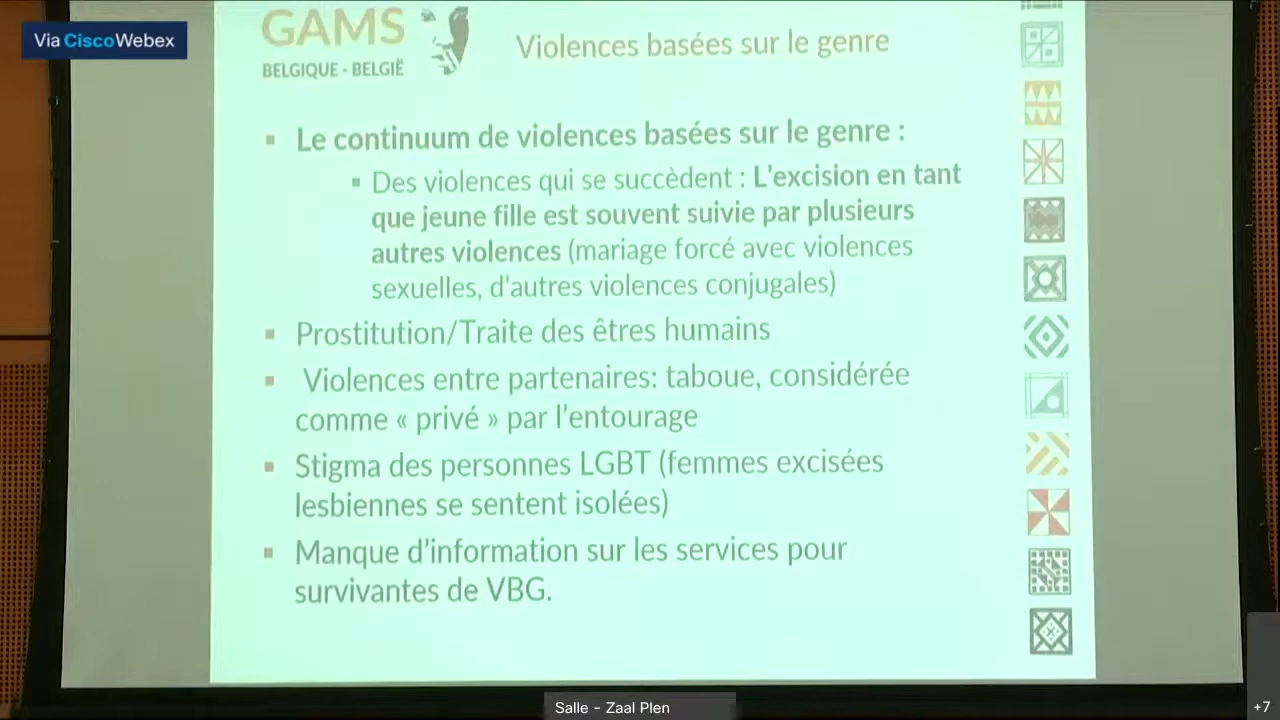 Via Cisco Webex
GAMS
BELGIQUE - BELGIË
Violences basées sur le genre
Le continuum de violences basées sur le genre :
Des violences qui se succèdent : L'excision en tant
que jeune fille est souvent suivie par plusieurs
autres violences (mariage forcé avec violences
sexuelles, d'autres violences conjugales)
Prostitution/Traite des êtres humains
Violences entre partenaires: taboue, considérée
comme « privé » par l'entourage
Stigma des personnes LGBT (femmes excisées
lesbiennes se sentent isolées)
Manque d'information sur les services pour
survivantes de VBG.
Salle - Zaal Plen
+7